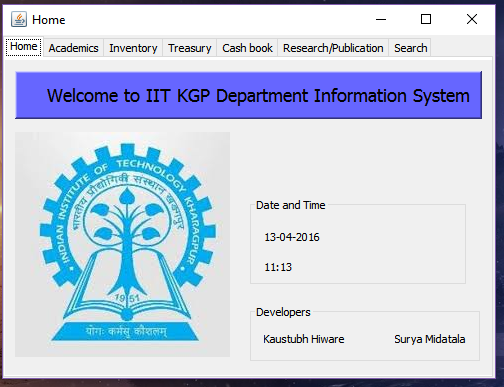 Home
Home Academics Inventory Treasury Cash book Research/Publication Search
Welcome to IIT KGP Department Information System
INDIAN INSTITUTE OF TECHNOLOGY KHARAGPUR
भारतीय प्रौद्योगिकी संस्थान खड़गपुर
1951
योगः कर्मसु कौशलम्
Date and Time
13-04-2016
11:13
Developers
Kaustubh Hiware Surya Midatala